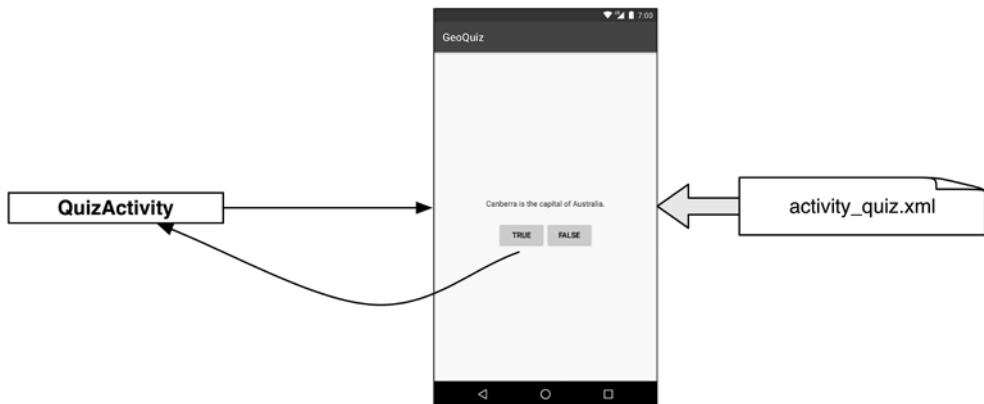 7:00
GeoQuiz
Canberra is the capital of Australia.
TRUE FALSE
QuizActivity
activity_quiz.xml